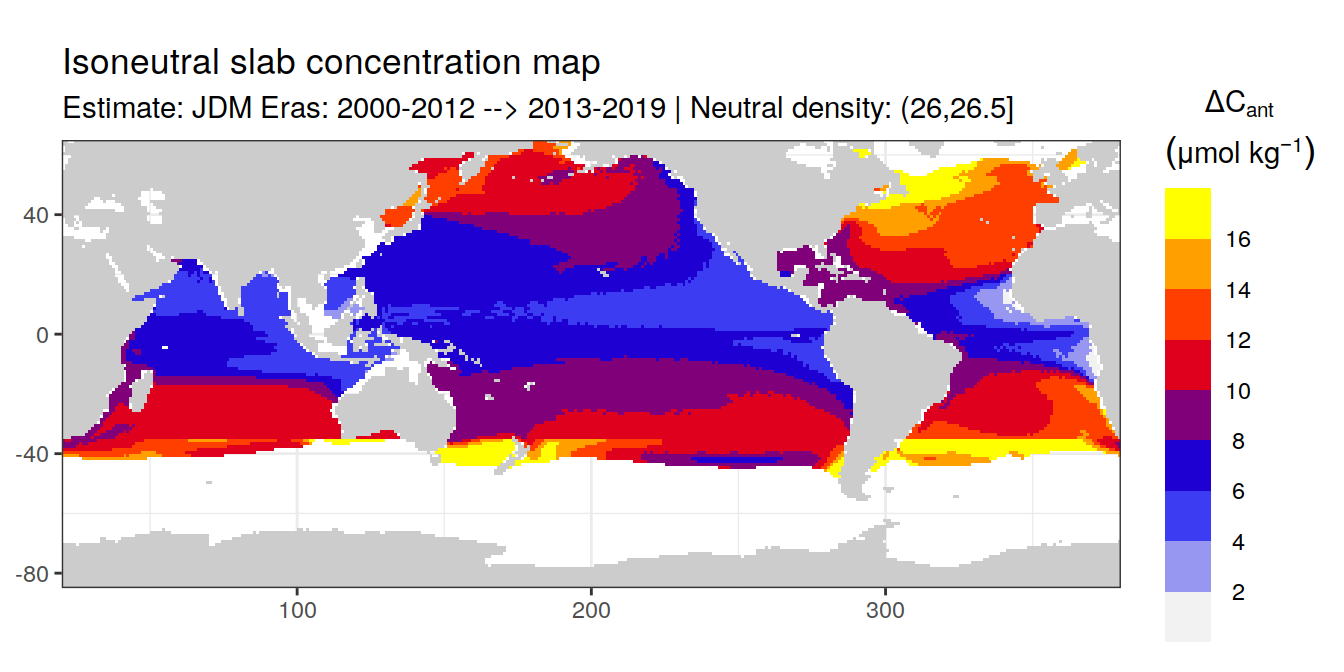 Isoneutral slab concentration map
Estimate: JDM Eras: 2000-2012 --> 2013-2019 | Neutral density: (26,26.5]
ΔCant
(μmol kg⁻¹)
16
14
12
10
8
6
4
2
40
0
-40
-80
100 200 300